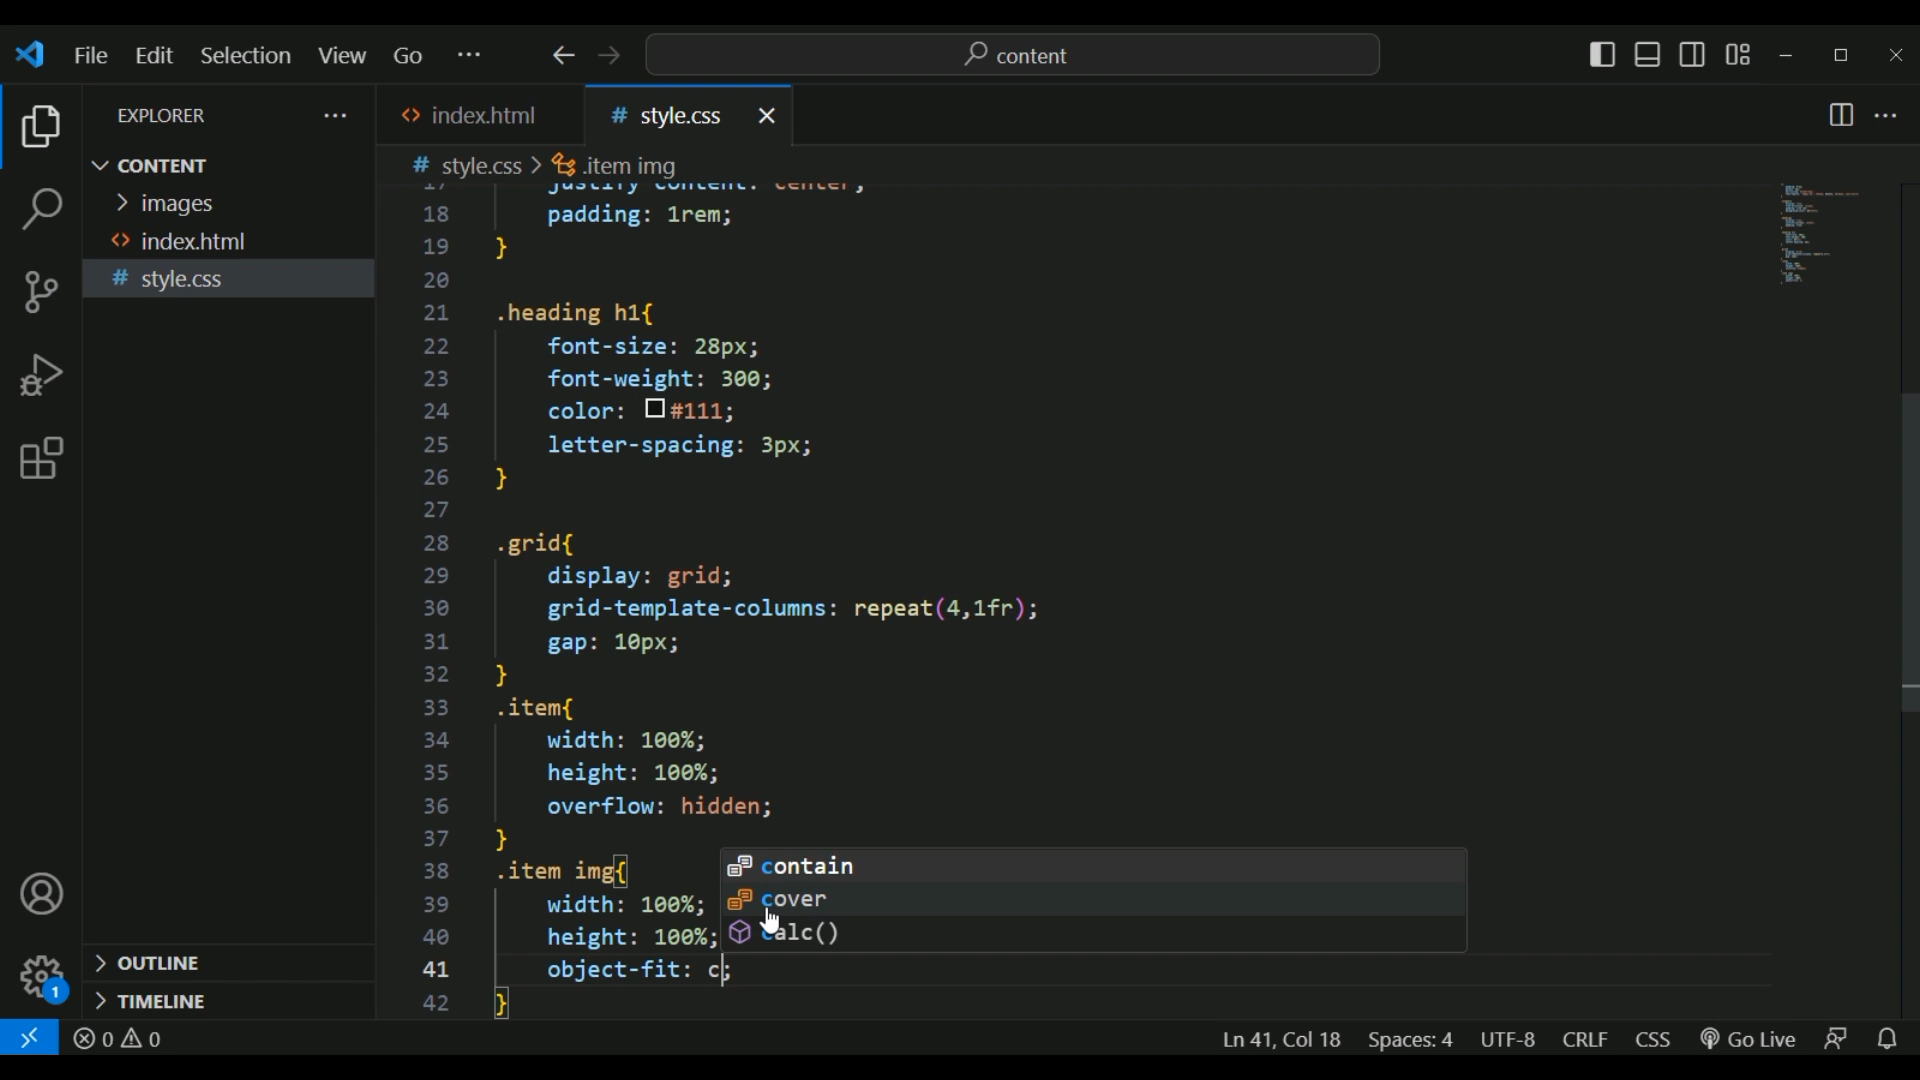 File Edit Selection View Go ··· content
EXPLORER ···
index.html
# style.css
CONTENT
images
index.html
# style.css
OUTLINE
TIMELINE
# style.css > .item img
17 justify-content: center;
18 padding: 1rem;
19 }
20
21 .heading h1{
22 font-size: 28px;
23 font-weight: 300;
24 color: #111;
25 letter-spacing: 3px;
26 }
27
28 .grid{
29 display: grid;
30 grid-template-columns: repeat(4,1fr);
31 gap: 10px;
32 }
33 .item{
34 width: 100%;
35 height: 100%;
36 overflow: hidden;
37 }
38 .item img{
39 width: 100%;
40 height: 100%;
41 object-fit: c;
42 }
contain
cover
calc()
1
0 0 Ln 41, Col 18 Spaces: 4 UTF-8 CRLF CSS Go Live